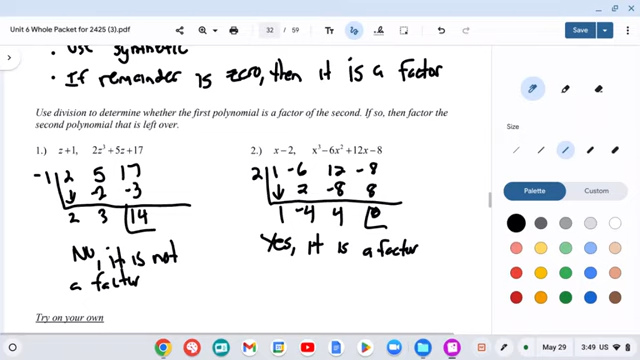 Unit 6 Whole Packet for 2425 (3).PDF
32 / 59
Save
• Use synthetic
• If remainder is zero, then it is a factor
Use division to determine whether the first polynomial is a factor of the second. If so, then factor the
second polynomial that is left over.
1.) z+1, 2z³+5z+17
2.) x−2, x³−6x²+12x−8
-1 2 5 17
↓ -2 -3
2 3 14
No, it is not
a factor
2 1 -6 12 -8
↓ 2 -8 8
1 -4 4 0
Yes, it is a factor
Try on your own
Size
Palette
Custom
May 29
3:49 US